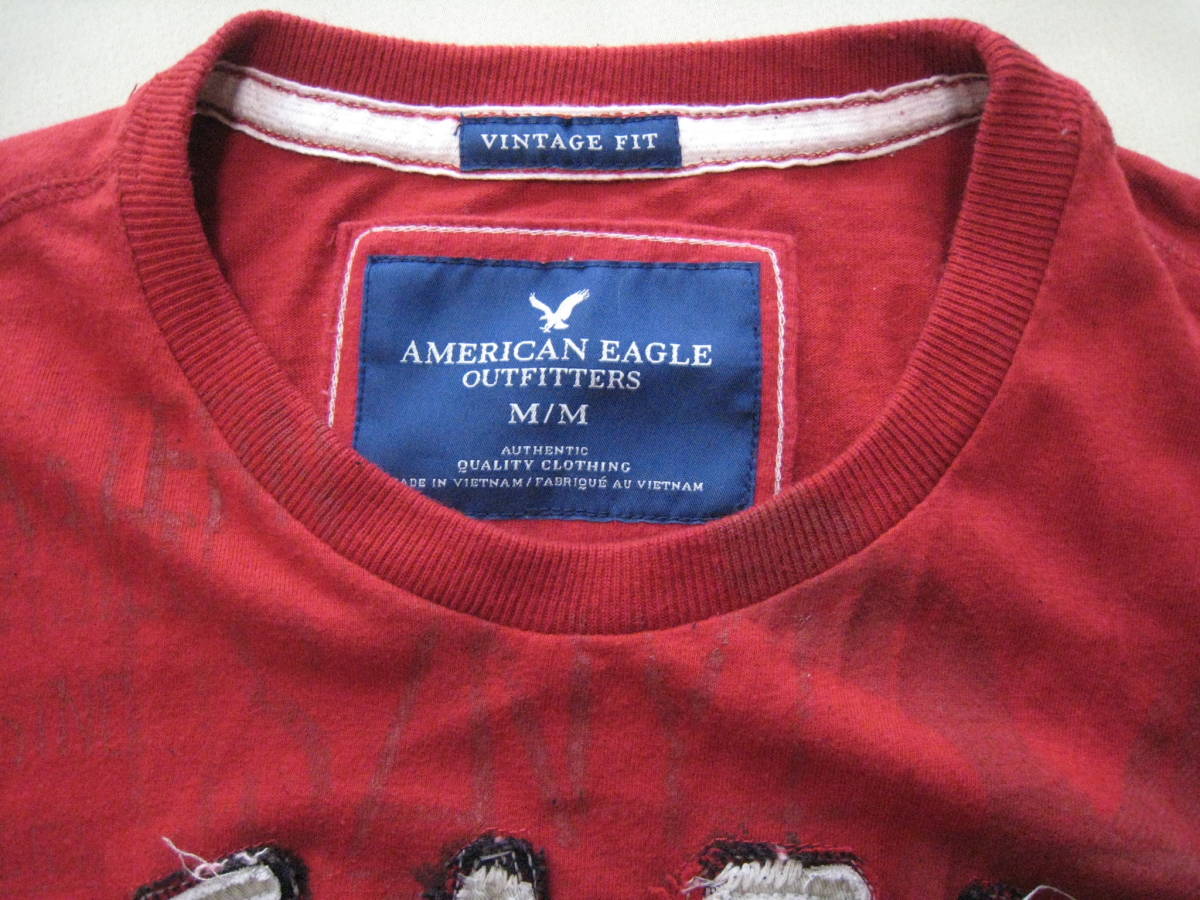 VINTAGE FIT
AMERICAN EAGLE
OUTFITTERS
M/M
AUTHENTIC
QUALITY CLOTHING
ADE IN VIETNAM/FABRIQUÉ AU VIETNAM